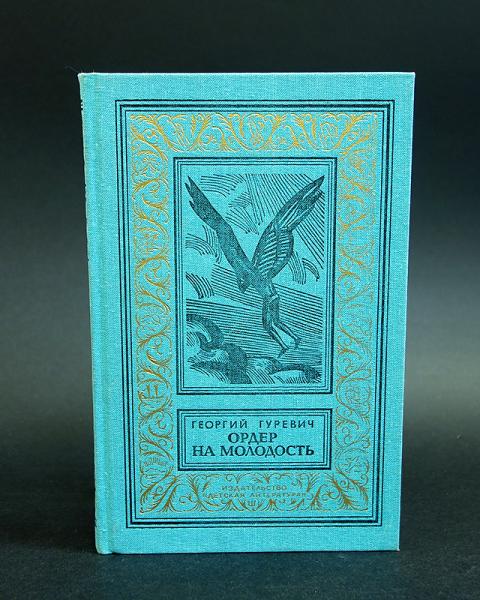 ГЕОРГИЙ ГУРЕВИЧ
ОРДЕР
НА МОЛОДОСТЬ
ИЗДАТЕЛЬСТВО
«ДЕТСКАЯ ЛИТЕРАТУРА»